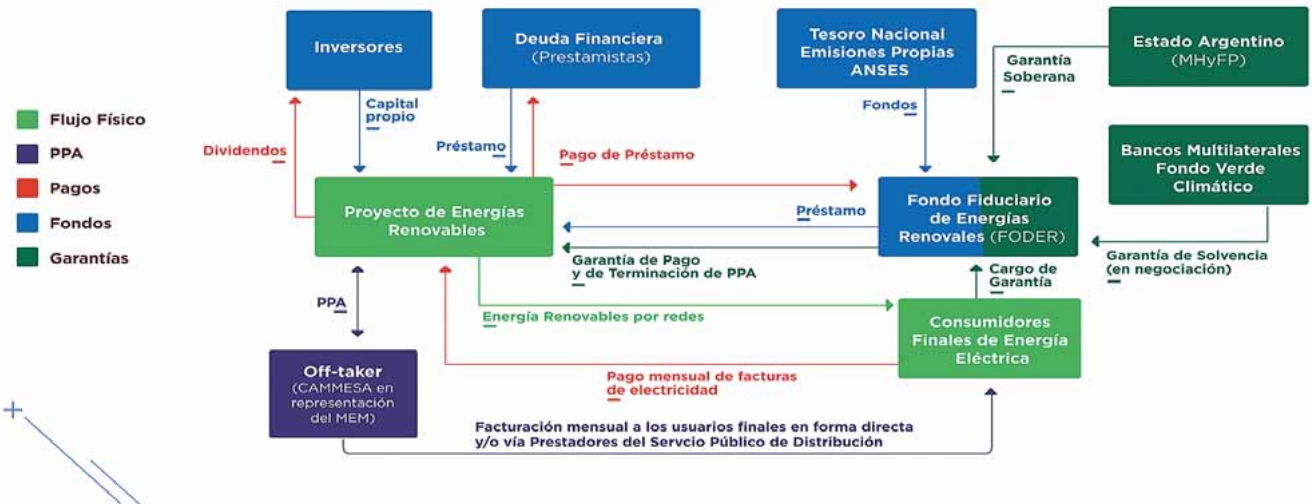 Inversores
Deuda Financiera
(Prestamistas)
Tesoro Nacional
Emisiones Propias
ANSES
Estado Argentino
(MHyFP)
Garantía
Soberana
Flujo Físico
PPA
Pagos
Fondos
Garantías
Capital
propio
Fondos
Dividendos
Préstamo
Pago de Préstamo
Bancos Multilaterales
Fondo Verde
Climático
Proyecto de Energías
Renovables
Préstamo
Fondo Fiduciario
de Energías
Renovales (FODER)
Garantía de Pago
y de Terminación de PPA
Cargo de
Garantía
Garantía de Solvencia
(en negociación)
PPA
Energía Renovables por redes
Consumidores
Finales de Energía
Eléctrica
Off-taker
(CAMMESA en
representación
del MEM)
Pago mensual de facturas
de electricidad
Facturación mensual a los usuarios finales en forma directa
y/o vía Prestadores del Servcio Público de Distribución